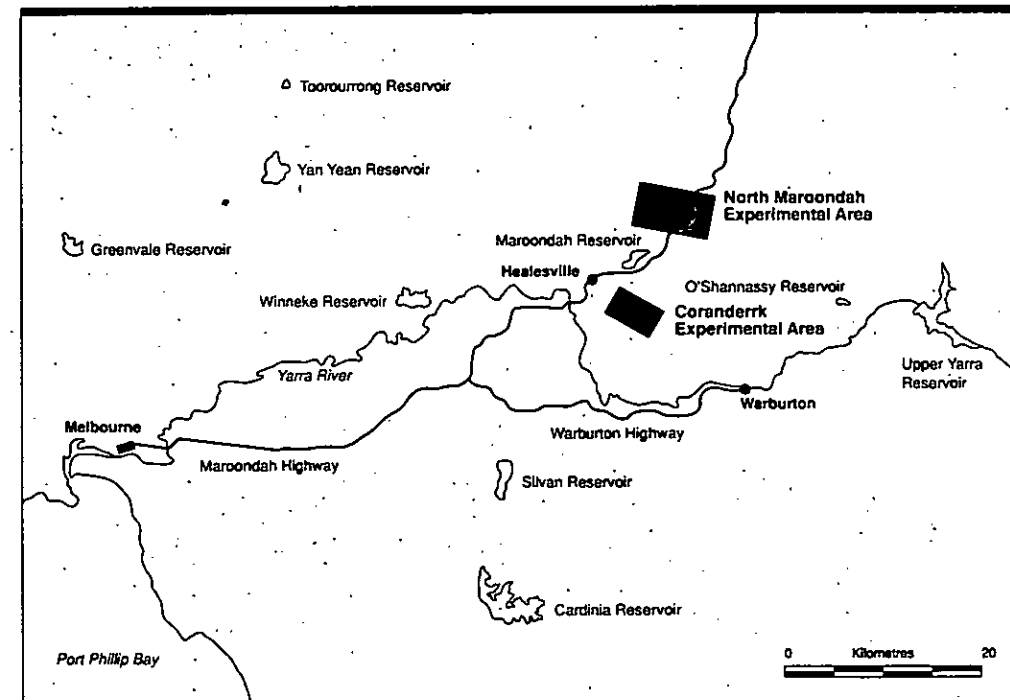 Toorourrong Reservoir
Yan Yean Reservoir
North Maroondah
Experimental Area
Greenvale Reservoir
Maroondah Reservoir
Healesville
O'Shannassy Reservoir
Winneke Reservoir
Coranderrk
Experimental Area
Upper Yarra
Reservoir
Yarra River
Warburton
Melbourne
Warburton Highway
Maroondah Highway
Silvan Reservoir
Cardinia Reservoir
Port Phillip Bay
0 Kilometres 20